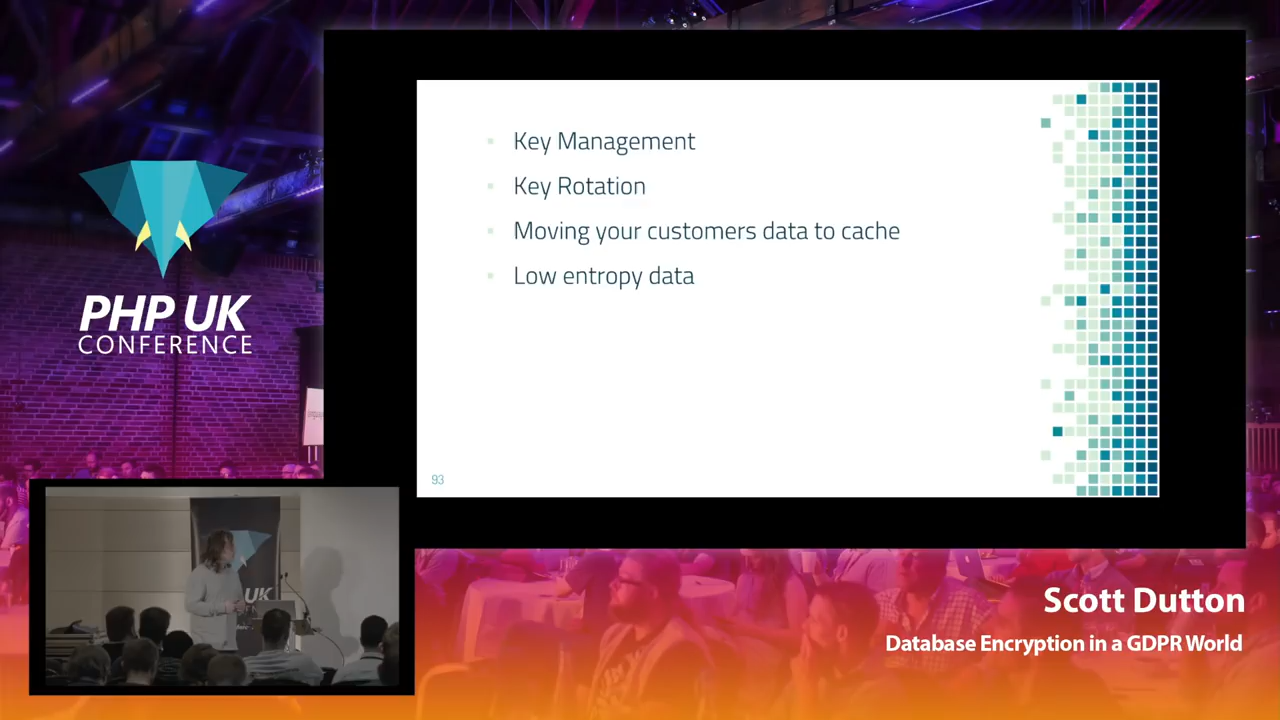 PHP UK
CONFERENCE
Key Management
Key Rotation
Moving your customers data to cache
Low entropy data
93
UK
Scott Dutton
Database Encryption in a GDPR World